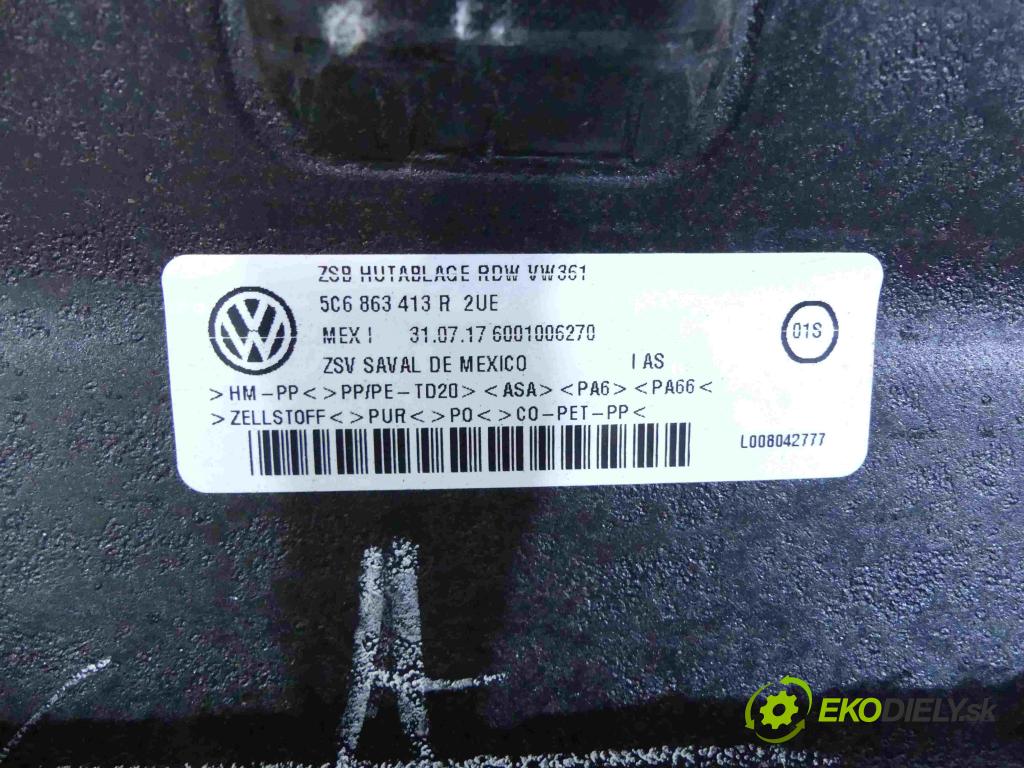 ZSB HUTABLAGE RDW VW361
5C6 863 413 R 2UE
MEX I 31.07.17 6001006270
01S
ZSV SAVAL DE MEXICO I AS
>HM-PP<>PP/PE-TD20><ASA><PA6><PA66<
>ZELLSTOFF<>PUR<>PO<>CO-PET-PP<
L008042777
EKODIELY.sk